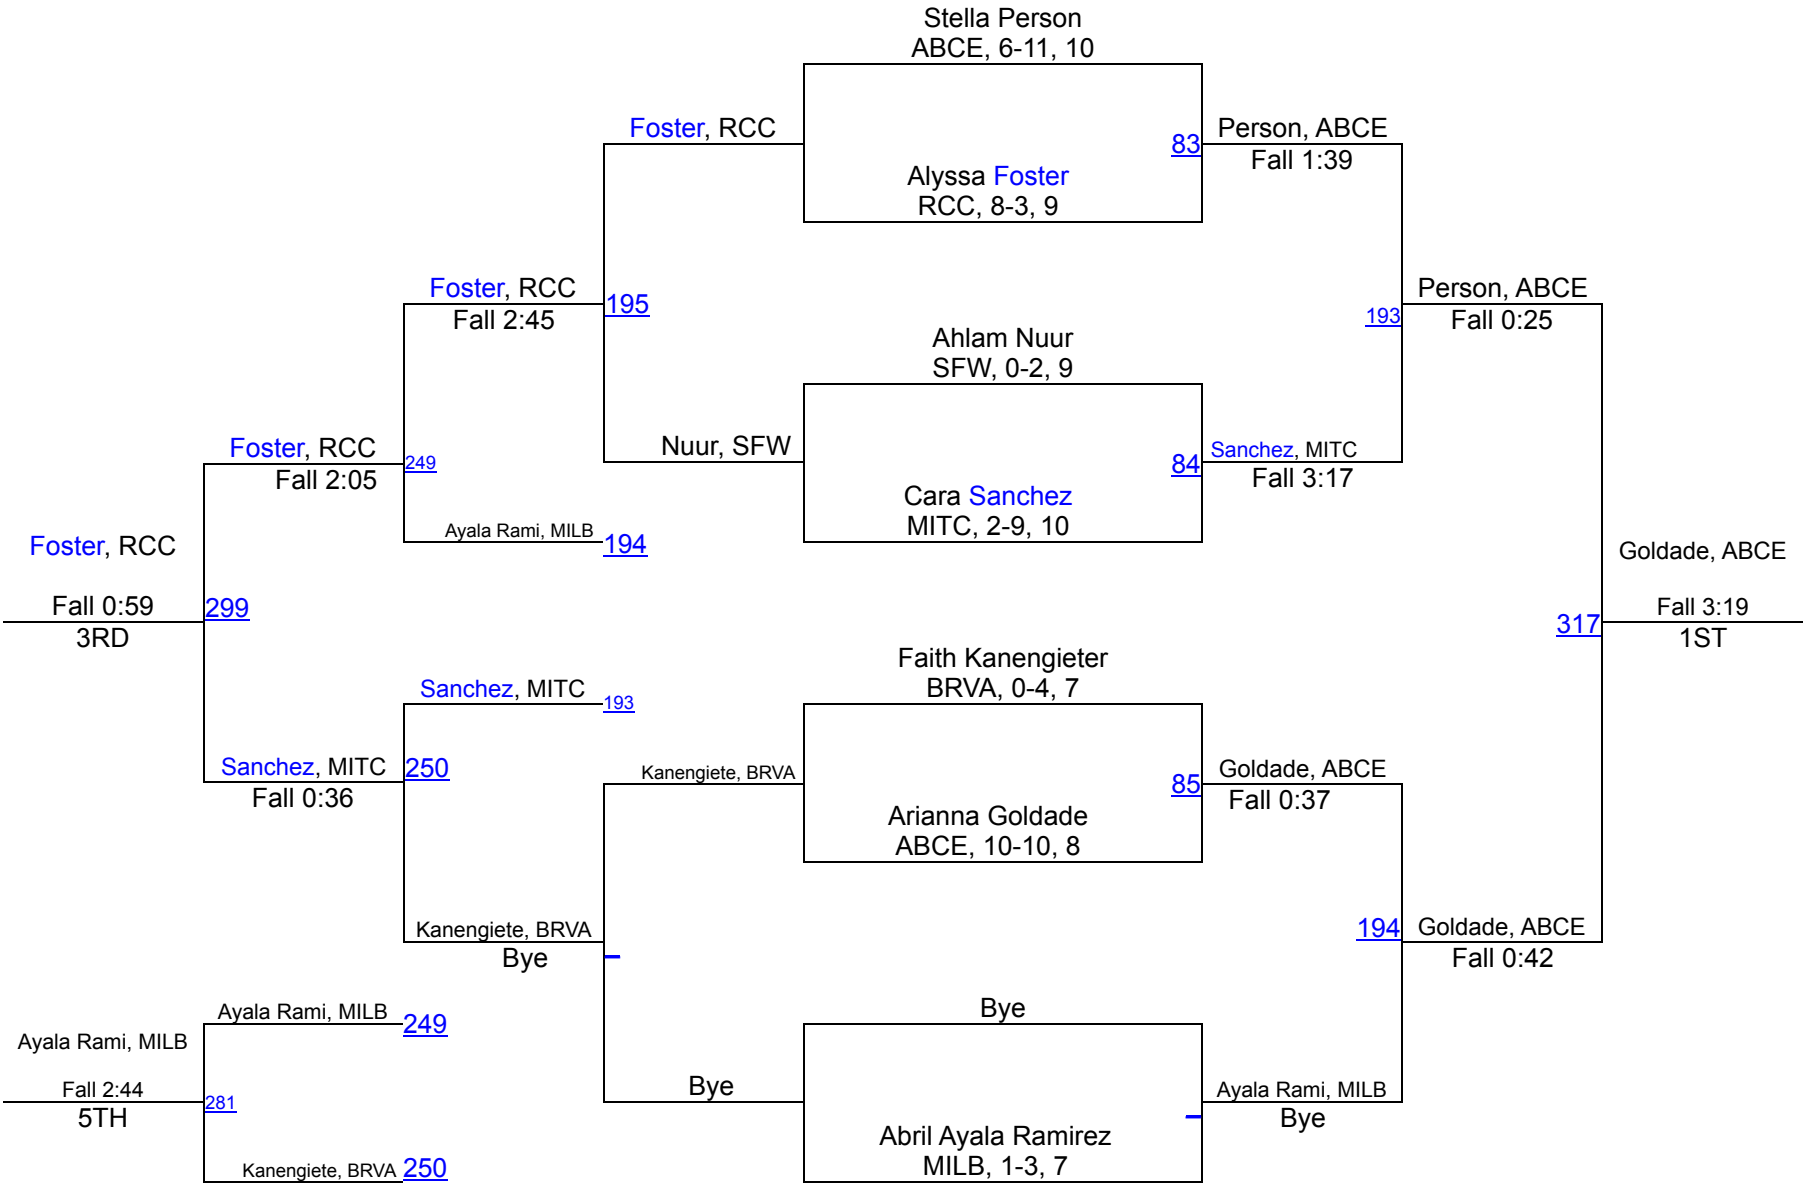 Stella Person
ABCE, 6-11, 10
Foster, RCC
83
Person, ABCE
Fall 1:39
Alyssa Foster
RCC, 8-3, 9
Foster, RCC
Fall 2:45
195
Person, ABCE
Fall 0:25
193
Ahlam Nuur
SFW, 0-2, 9
Foster, RCC
Fall 2:05
249
Nuur, SFW
84
Sanchez, MITC
Fall 3:17
Cara Sanchez
MITC, 2-9, 10
Ayala Rami, MILB
194
Foster, RCC
Fall 0:59
3RD
299
Goldade, ABCE
Fall 3:19
1ST
317
Faith Kanengieter
BRVA, 0-4, 7
Sanchez, MITC
193
Sanchez, MITC
Fall 0:36
250
Kanengiete, BRVA
85
Goldade, ABCE
Fall 0:37
Arianna Goldade
ABCE, 10-10, 8
Kanengiete, BRVA
Bye
194
Goldade, ABCE
Fall 0:42
Bye
Ayala Rami, MILB
249
Ayala Rami, MILB
Fall 2:44
5TH
281
Bye
Ayala Rami, MILB
Bye
Abril Ayala Ramirez
MILB, 1-3, 7
Kanengiete, BRVA
250